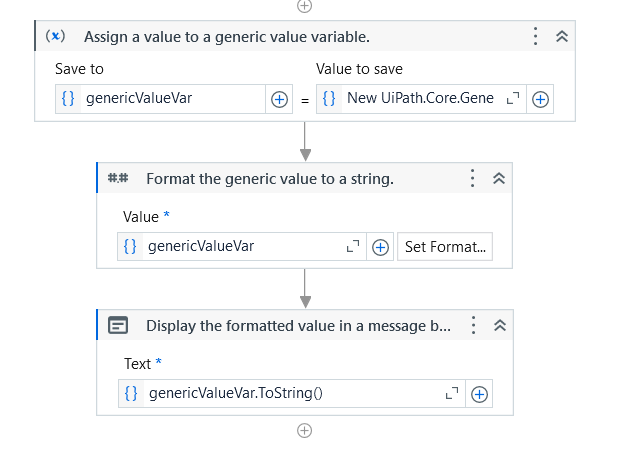 (x) Assign a value to a generic value variable.
Save to Value to save
{} genericValueVar = {} New UiPath.Core.Gene
##.## Format the generic value to a string.
Value *
{} genericValueVar Set Format...
Display the formatted value in a message b...
Text *
{} genericValueVar.ToString()